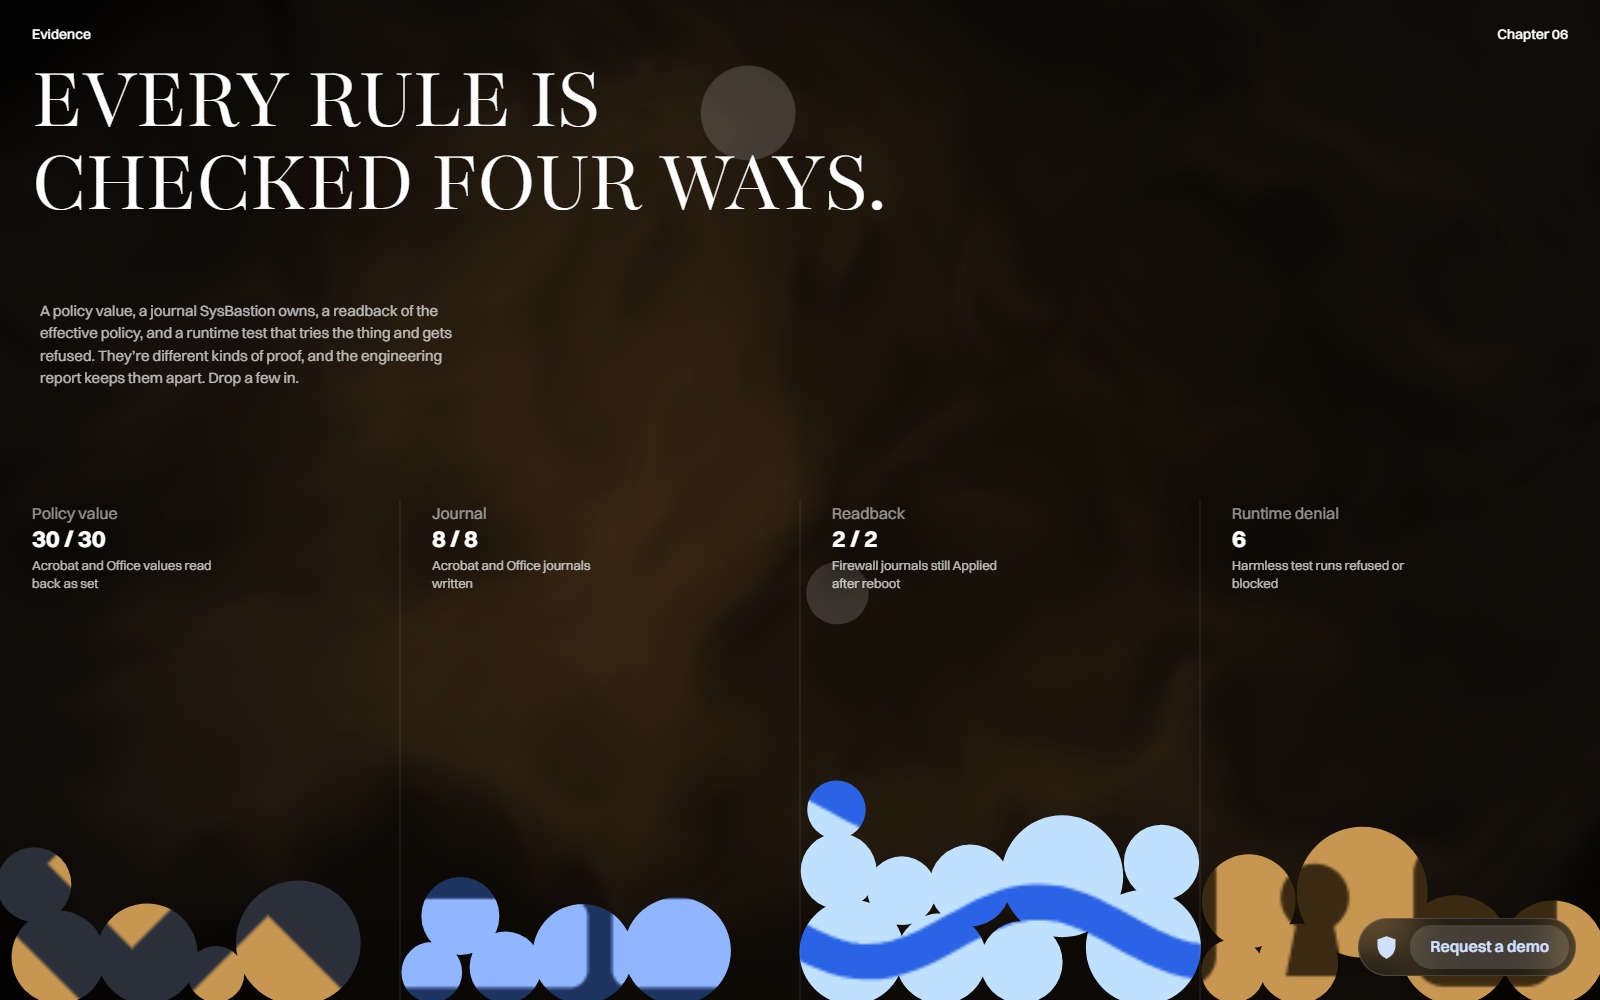 Evidence
Chapter 06
EVERY RULE IS
CHECKED FOUR WAYS.
A policy value, a journal SysBastion owns, a readback of the
effective policy, and a runtime test that tries the thing and gets
refused. They're different kinds of proof, and the engineering
report keeps them apart. Drop a few in.
Policy value
30 / 30
Acrobat and Office values read
back as set
Journal
8 / 8
Acrobat and Office journals
written
Readback
2 / 2
Firewall journals still Applied
after reboot
Runtime denial
6
Harmless test runs refused or
blocked
Request a demo